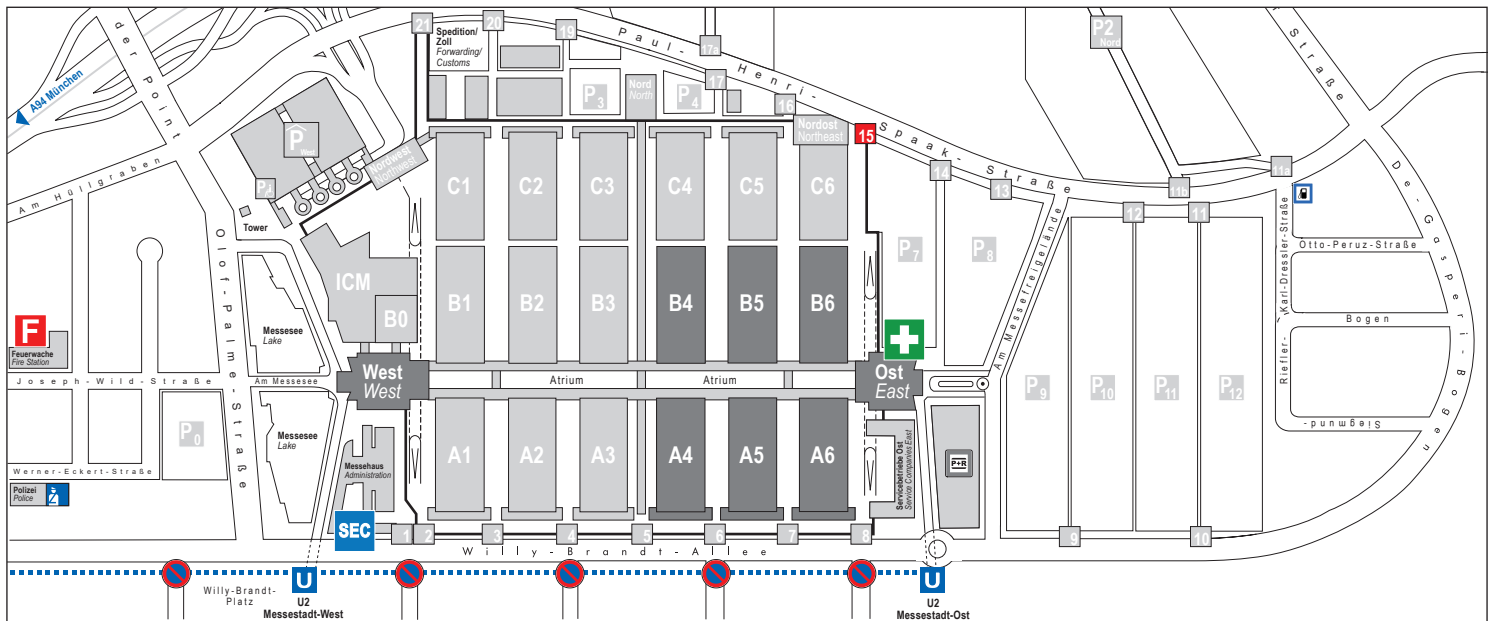 21
20
19
17a
17
16
15
14
13
12
11
11b
11a
P2
Nord
Spedition/
Zoll
Forwarding/
Customs
Paul-Henri-Spaak-Straße
Straße
De-Gasperi-Bogen
der Point
A94 München
Am Hüllgraben
P
West
P
Tower
Nordwest
Northwest
P3
Nord
North
P4
Nordost
Northeast
C1
C2
C3
C4
C5
C6
P7
P8
Olof-Palme-Straße
ICM
B0
B1
B2
B3
B4
B5
B6
Am Messefreigelände
Riefler-
Karl-Dressler-Straße
Otto-Peruz-Straße
Bogen
Siegmund-
F
Feuerwache
Fire Station
Messesee
Lake
Joseph-Wild-Straße
Am Messesee
West
West
Atrium
Atrium
Ost
East
P9
P10
P11
P12
P0
Messesee
Lake
Werner-Eckert-Straße
Polizei
Police
Messehaus
Administration
A1
A2
A3
A4
A5
A6
Servicebetriebe Ost
Service Companies East
P+R
SEC
1
2
3
4
5
6
7
8
9
10
Willy-Brandt-Allee
Willy-Brandt-
Platz
U
U2
Messestadt-West
U
U2
Messestadt-Ost